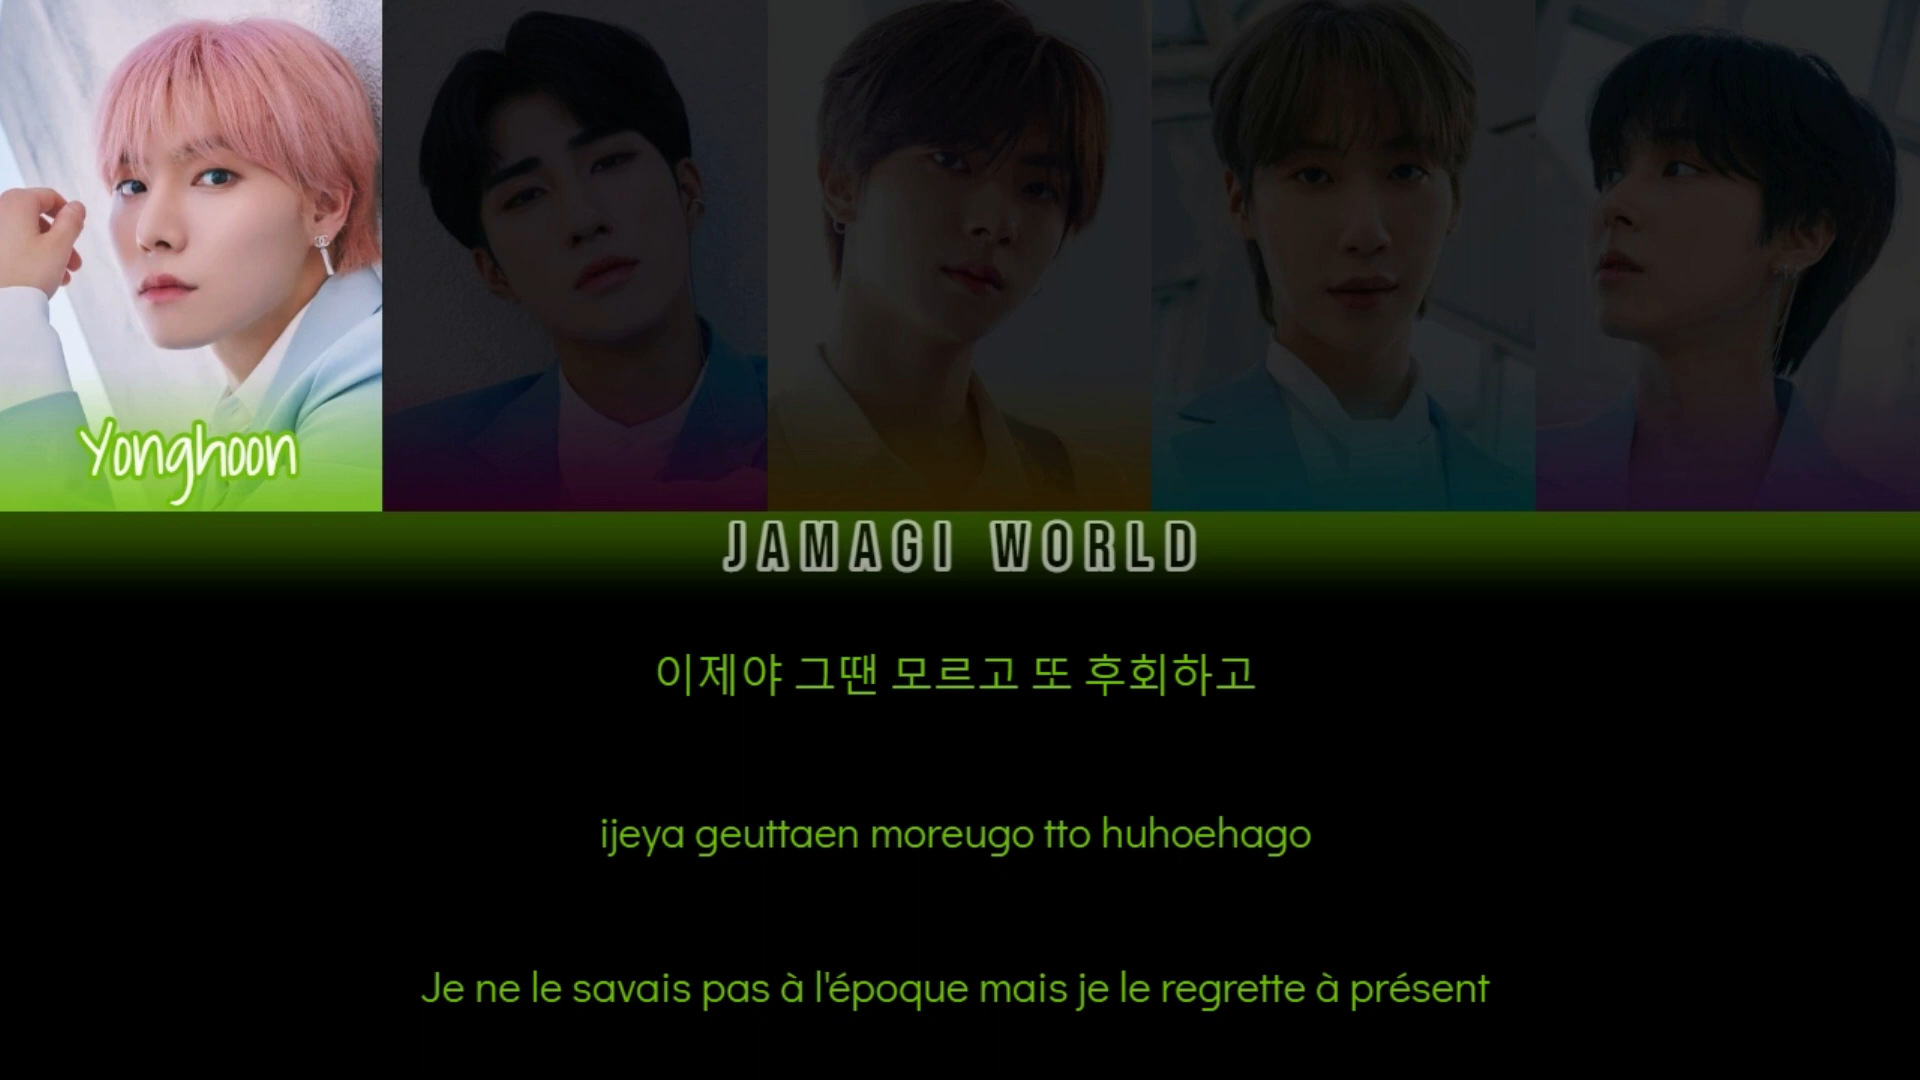 Yonghoon
JAMAGI WORLD
이제야 그땐 모르고 또 후회하고
ijeya geuttaen moreugo tto huhoehago
Je ne le savais pas à l'époque mais je le regrette à présent